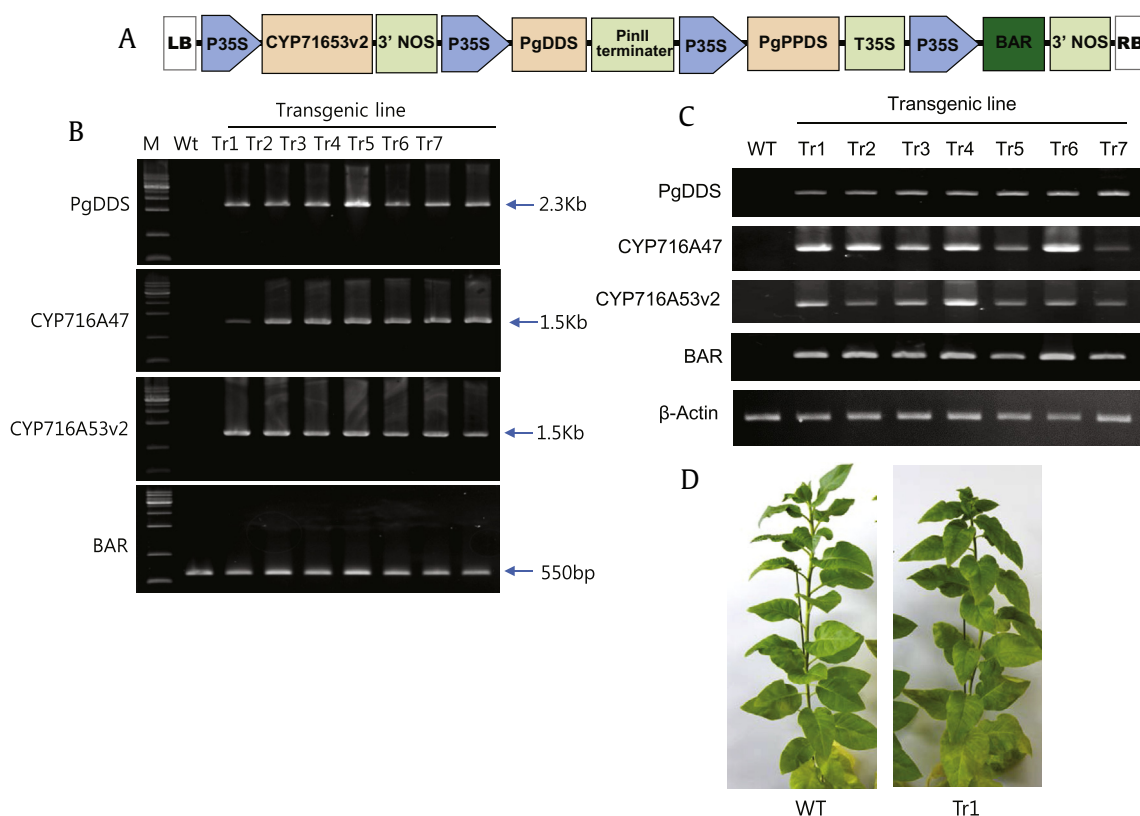 A
LB P35S CYP71653v2 3' NOS P35S PgDDS PinII terminater P35S PgPPDS T35S P35S BAR 3' NOS RB
B
Transgenic line
M Wt Tr1 Tr2 Tr3 Tr4 Tr5 Tr6 Tr7
PgDDS 2.3Kb
CYP716A47 1.5Kb
CYP716A53v2 1.5Kb
BAR 550bp
C
Transgenic line
WT Tr1 Tr2 Tr3 Tr4 Tr5 Tr6 Tr7
PgDDS
CYP716A47
CYP716A53v2
BAR
β-Actin
D
WT Tr1